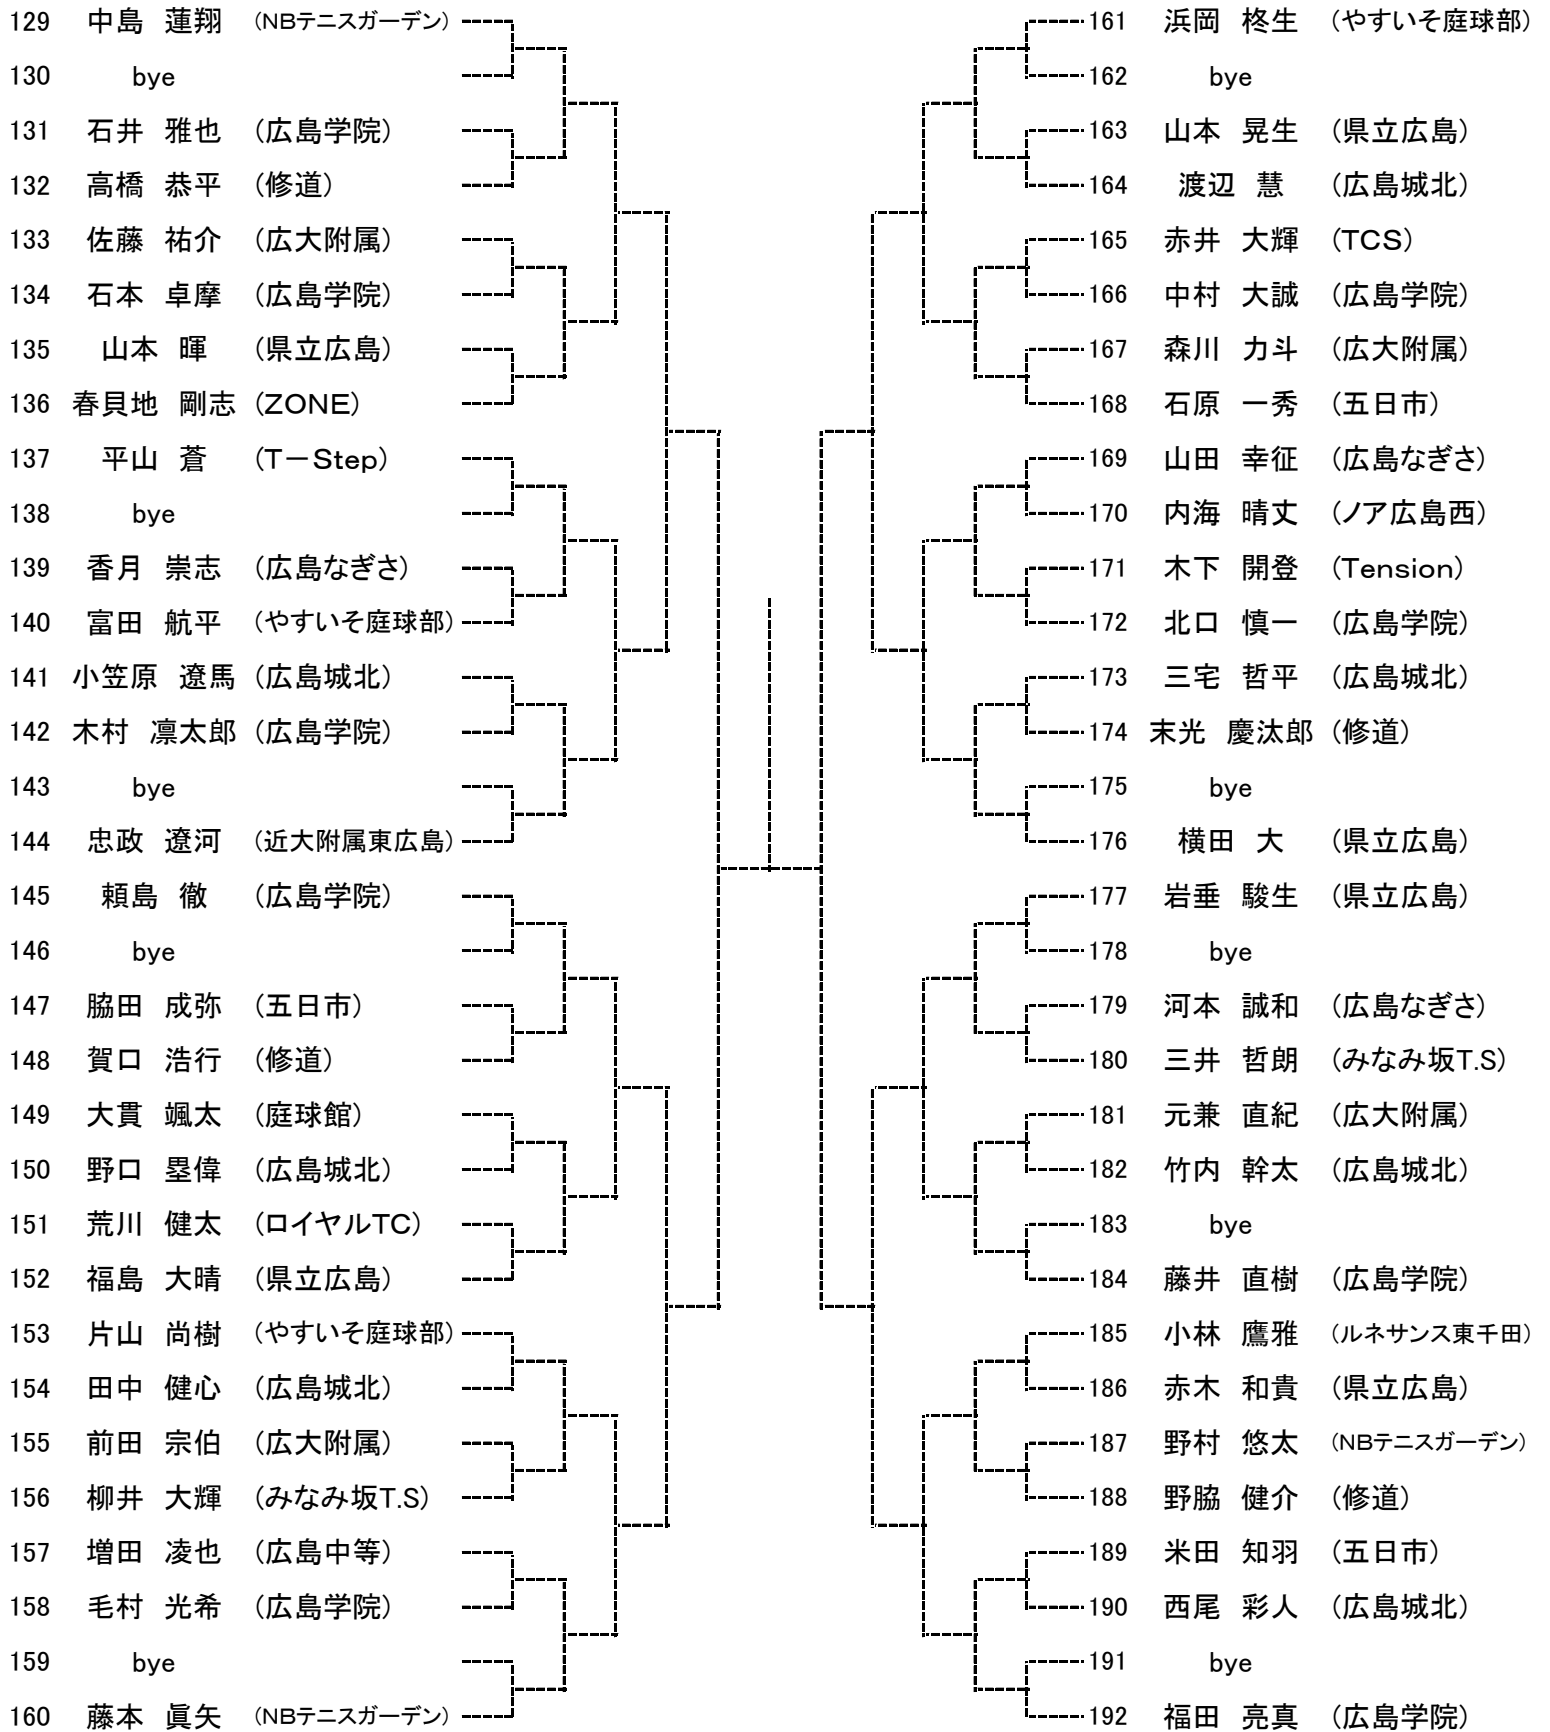 129 中島 蓮翔 (NBテニスガーデン)
130 bye
131 石井 雅也 (広島学院)
132 高橋 恭平 (修道)
133 佐藤 祐介 (広大附属)
134 石本 卓摩 (広島学院)
135 山本 暉 (県立広島)
136 春貝地 剛志 (ZONE)
137 平山 蒼 (T－Step)
138 bye
139 香月 崇志 (広島なぎさ)
140 富田 航平 (やすいそ庭球部)
141 小笠原 遼馬 (広島城北)
142 木村 凛太郎 (広島学院)
143 bye
144 忠政 遼河 (近大附属東広島)
145 頼島 徹 (広島学院)
146 bye
147 脇田 成弥 (五日市)
148 賀口 浩行 (修道)
149 大貫 颯太 (庭球館)
150 野口 塁偉 (広島城北)
151 荒川 健太 (ロイヤルTC)
152 福島 大晴 (県立広島)
153 片山 尚樹 (やすいそ庭球部)
154 田中 健心 (広島城北)
155 前田 宗伯 (広大附属)
156 柳井 大輝 (みなみ坂T.S)
157 増田 凌也 (広島中等)
158 毛村 光希 (広島学院)
159 bye
160 藤本 眞矢 (NBテニスガーデン)
161 浜岡 柊生 (やすいそ庭球部)
162 bye
163 山本 晃生 (県立広島)
164 渡辺 慧 (広島城北)
165 赤井 大輝 (TCS)
166 中村 大誠 (広島学院)
167 森川 力斗 (広大附属)
168 石原 一秀 (五日市)
169 山田 幸征 (広島なぎさ)
170 内海 晴丈 (ノア広島西)
171 木下 開登 (Tension)
172 北口 慎一 (広島学院)
173 三宅 哲平 (広島城北)
174 末光 慶汰郎 (修道)
175 bye
176 横田 大 (県立広島)
177 岩垂 駿生 (県立広島)
178 bye
179 河本 誠和 (広島なぎさ)
180 三井 哲朗 (みなみ坂T.S)
181 元兼 直紀 (広大附属)
182 竹内 幹太 (広島城北)
183 bye
184 藤井 直樹 (広島学院)
185 小林 鷹雅 (ルネサンス東千田)
186 赤木 和貴 (県立広島)
187 野村 悠太 (NBテニスガーデン)
188 野脇 健介 (修道)
189 米田 知羽 (五日市)
190 西尾 彩人 (広島城北)
191 bye
192 福田 亮真 (広島学院)